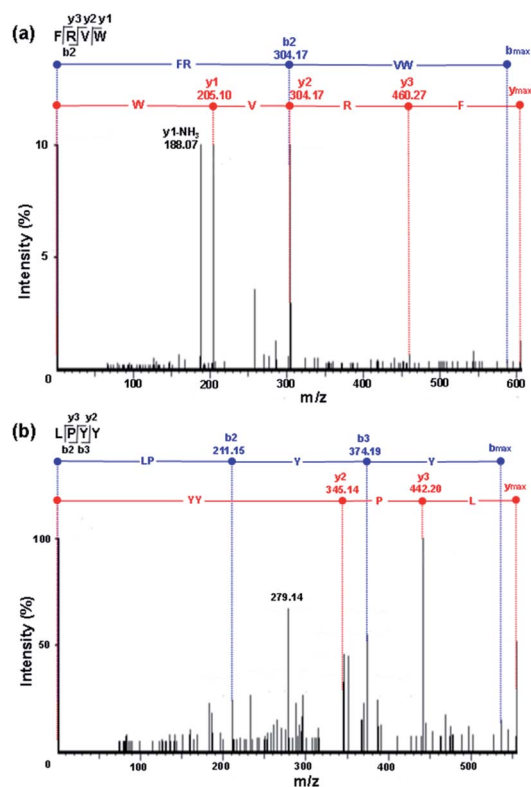 (a)
y3 y2 y1
F R V W
b2
b2
304.17
FR VW bmax
y1
205.10
y2
304.17
y3
460.27
W V R F ymax
y1-NH3
188.07
10
5
Intensity (%)
0
100 200 300 400 500 600
m/z
(b)
y3 y2
L P Y Y
b2 b3
b2
211.15
b3
374.19
LP Y Y bmax
y2
345.14
y3
442.20
YY P L ymax
100
279.14
Intensity (%)
50
0
100 200 300 400 500
m/z